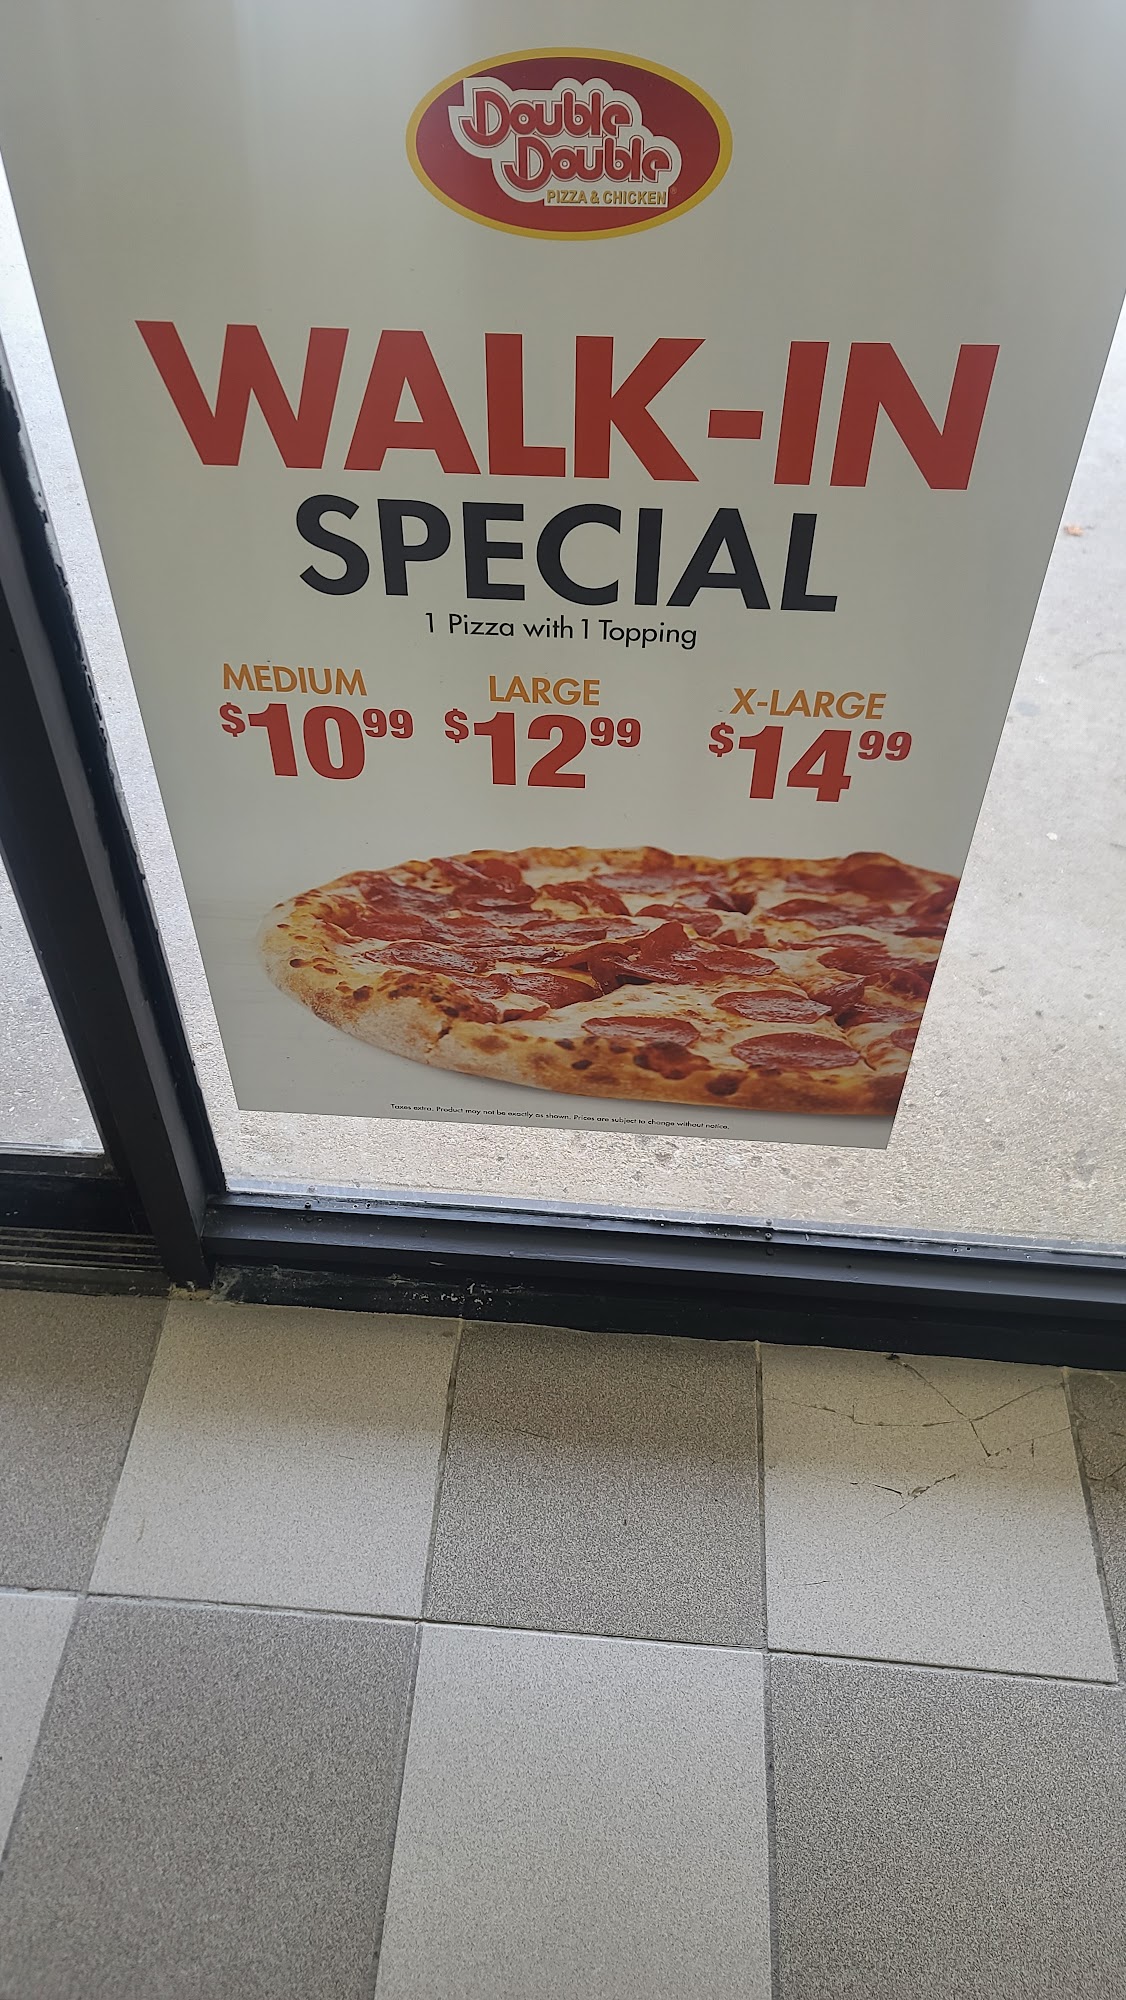 Double
Double
PIZZA & CHICKEN®
WALK-IN
SPECIAL
1 Pizza with 1 Topping
MEDIUM LARGE X-LARGE
$10.99 $12.99 $14.99
Taxes extra. Product may not be exactly as shown. Prices are subject to change without notice.